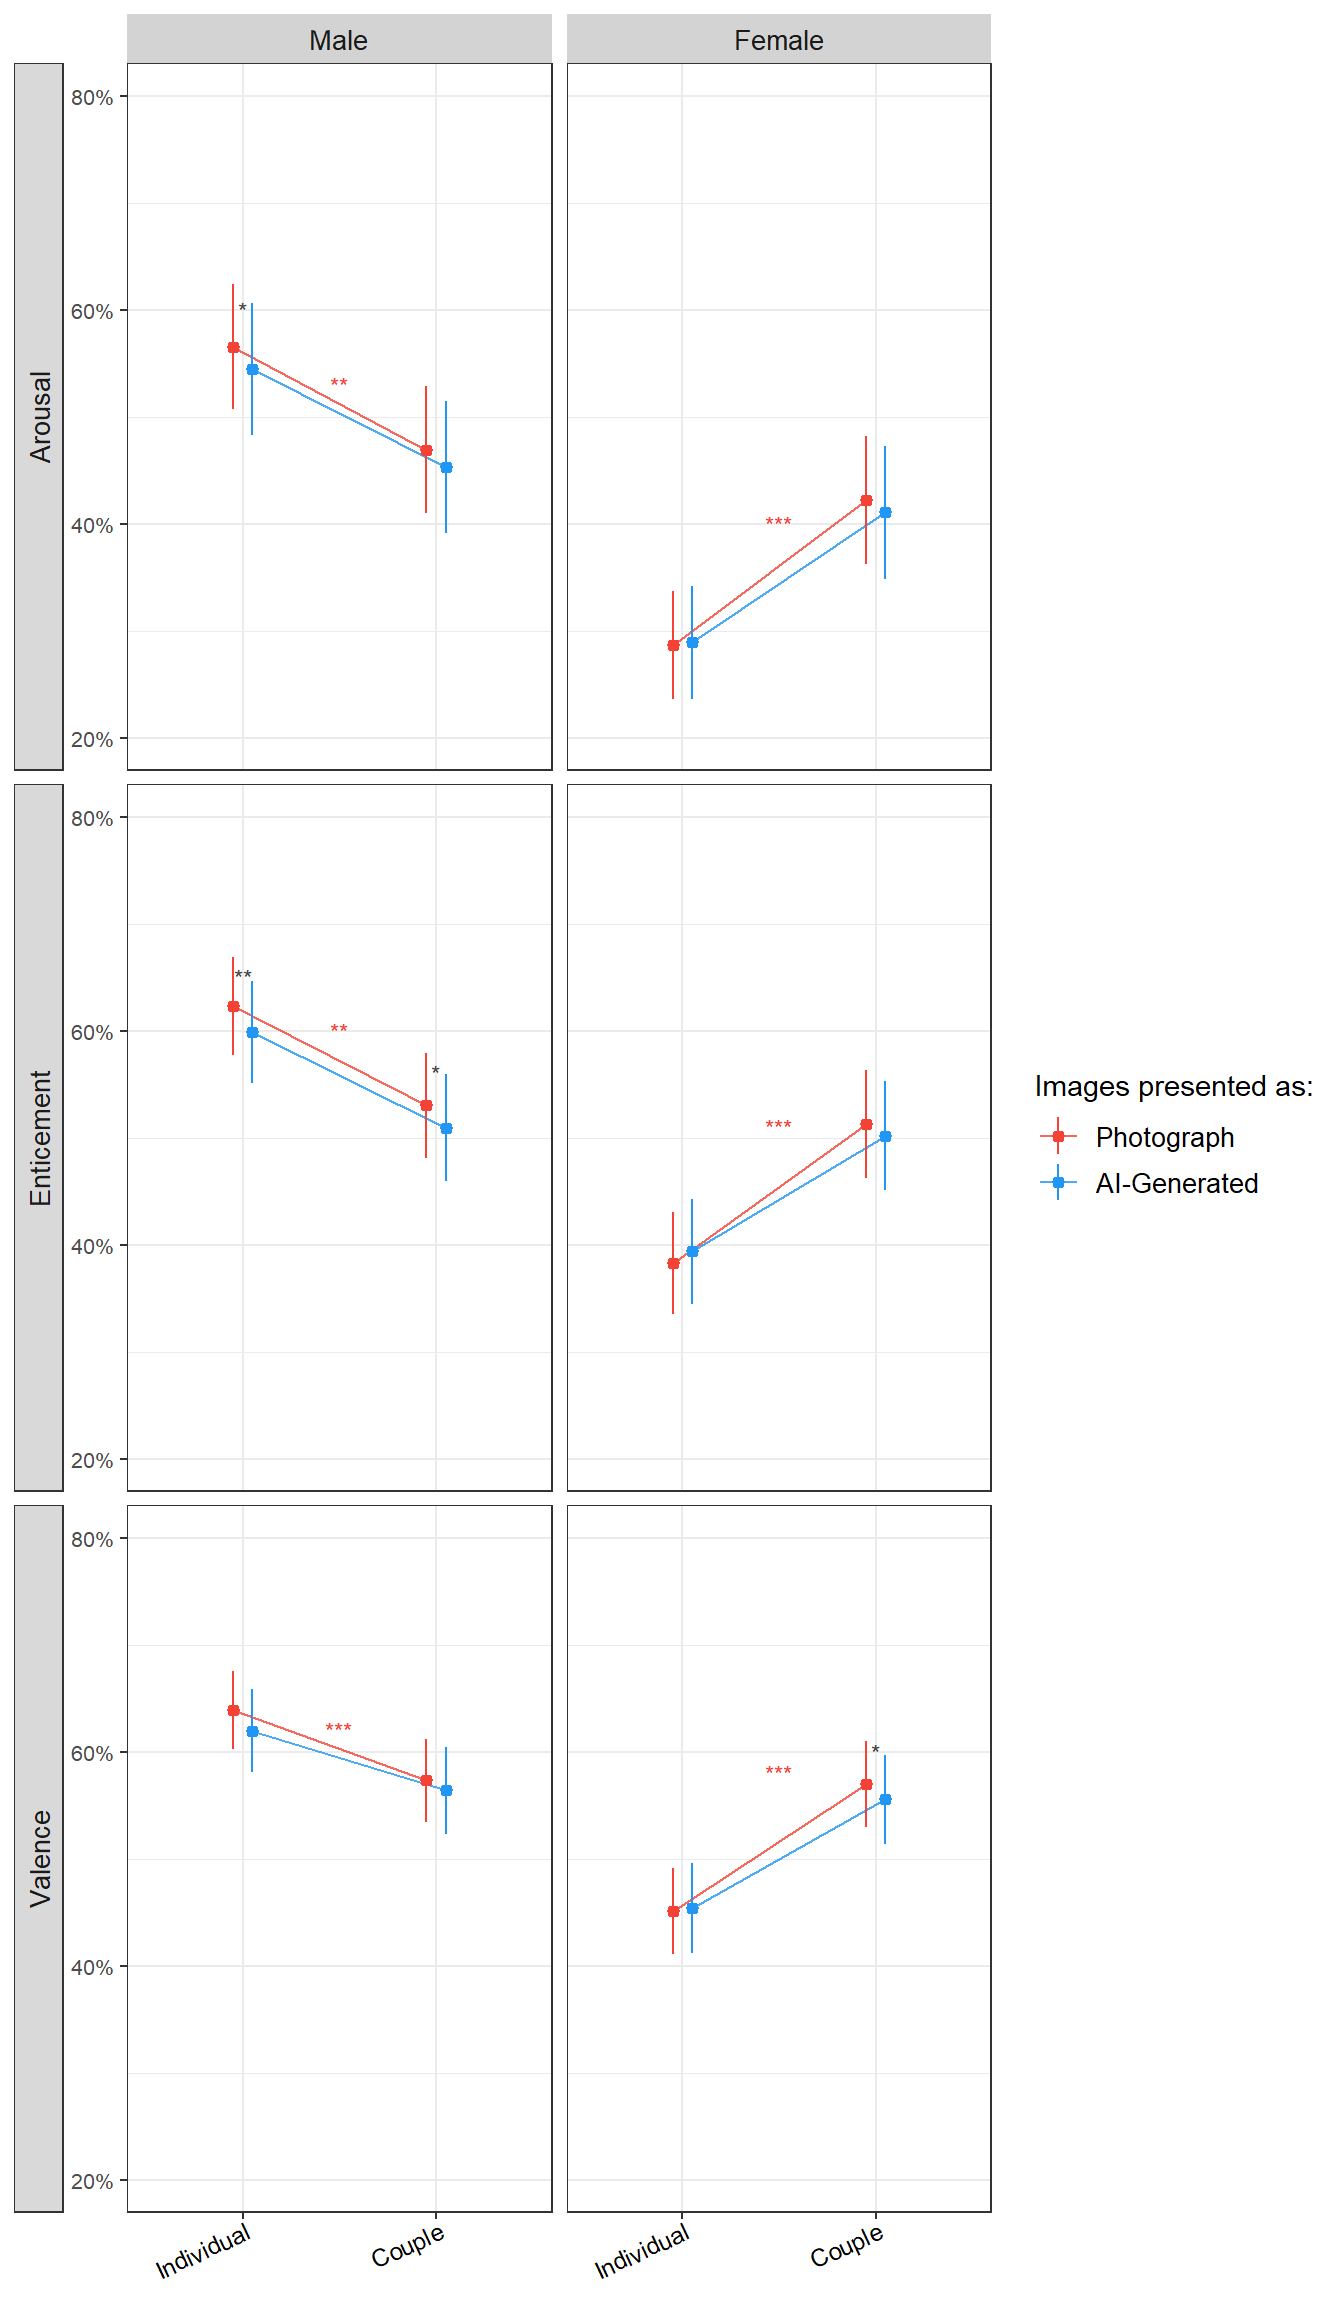 Male
Female
Arousal
80%
60%
40%
20%
*
**
***
Enticement
80%
60%
40%
20%
**
**
*
***
Valence
80%
60%
40%
20%
***
***
*
Individual
Couple
Individual
Couple
Images presented as:
Photograph
AI-Generated